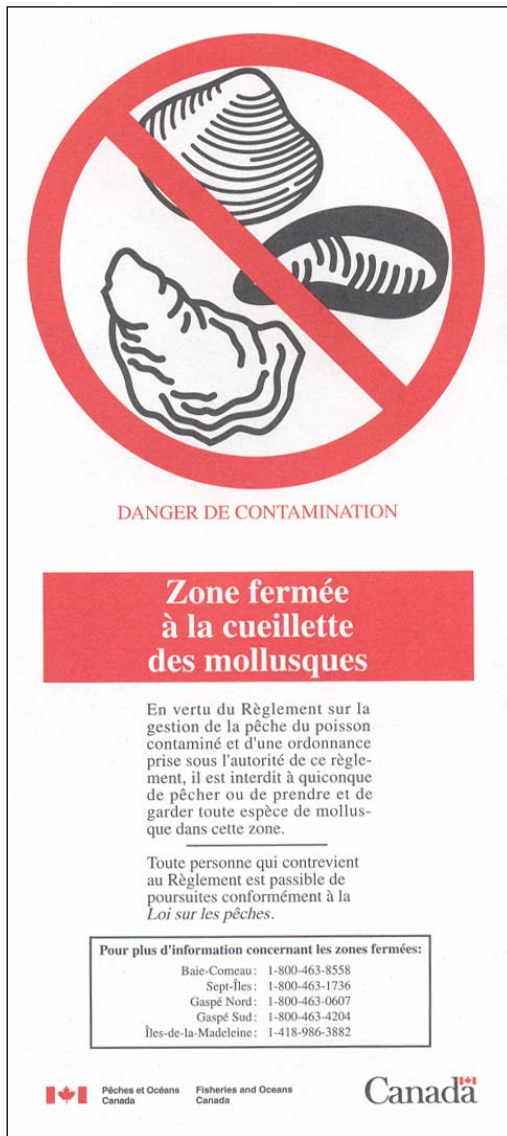 DANGER DE CONTAMINATION
Zone fermée
à la cueillette
des mollusques
En vertu du Règlement sur la
gestion de la pêche du poisson
contaminé et d'une ordonnance
prise sous l'autorité de ce règle-
ment, il est interdit à quiconque
de pêcher ou de prendre et de
garder toute espèce de mollus-
que dans cette zone.
Toute personne qui contrevient
au Règlement est passible de
poursuites conformément à la
Loi sur les pêches.
Pour plus d'information concernant les zones fermées:
Baie-Comeau: 1-800-463-8558
Sept-Îles: 1-800-463-1736
Gaspé Nord: 1-800-463-0607
Gaspé Sud: 1-800-463-4204
Îles-de-la-Madeleine: 1-418-986-3882
Pêches et Océans Fisheries and Oceans
Canada Canada
Canada